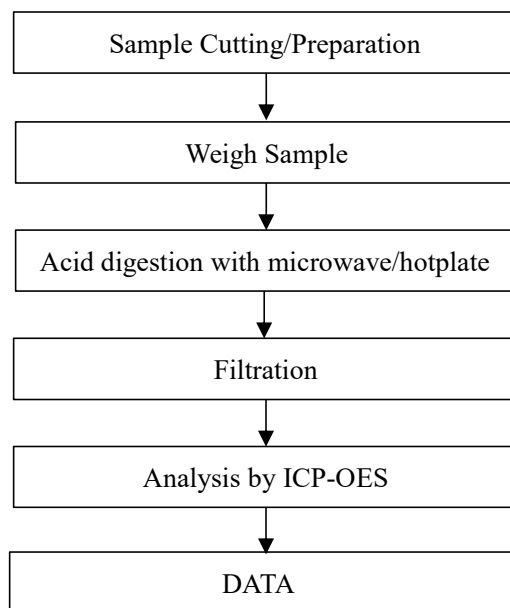 Sample Cutting/Preparation
Weigh Sample
Acid digestion with microwave/hotplate
Filtration
Analysis by ICP-OES
DATA